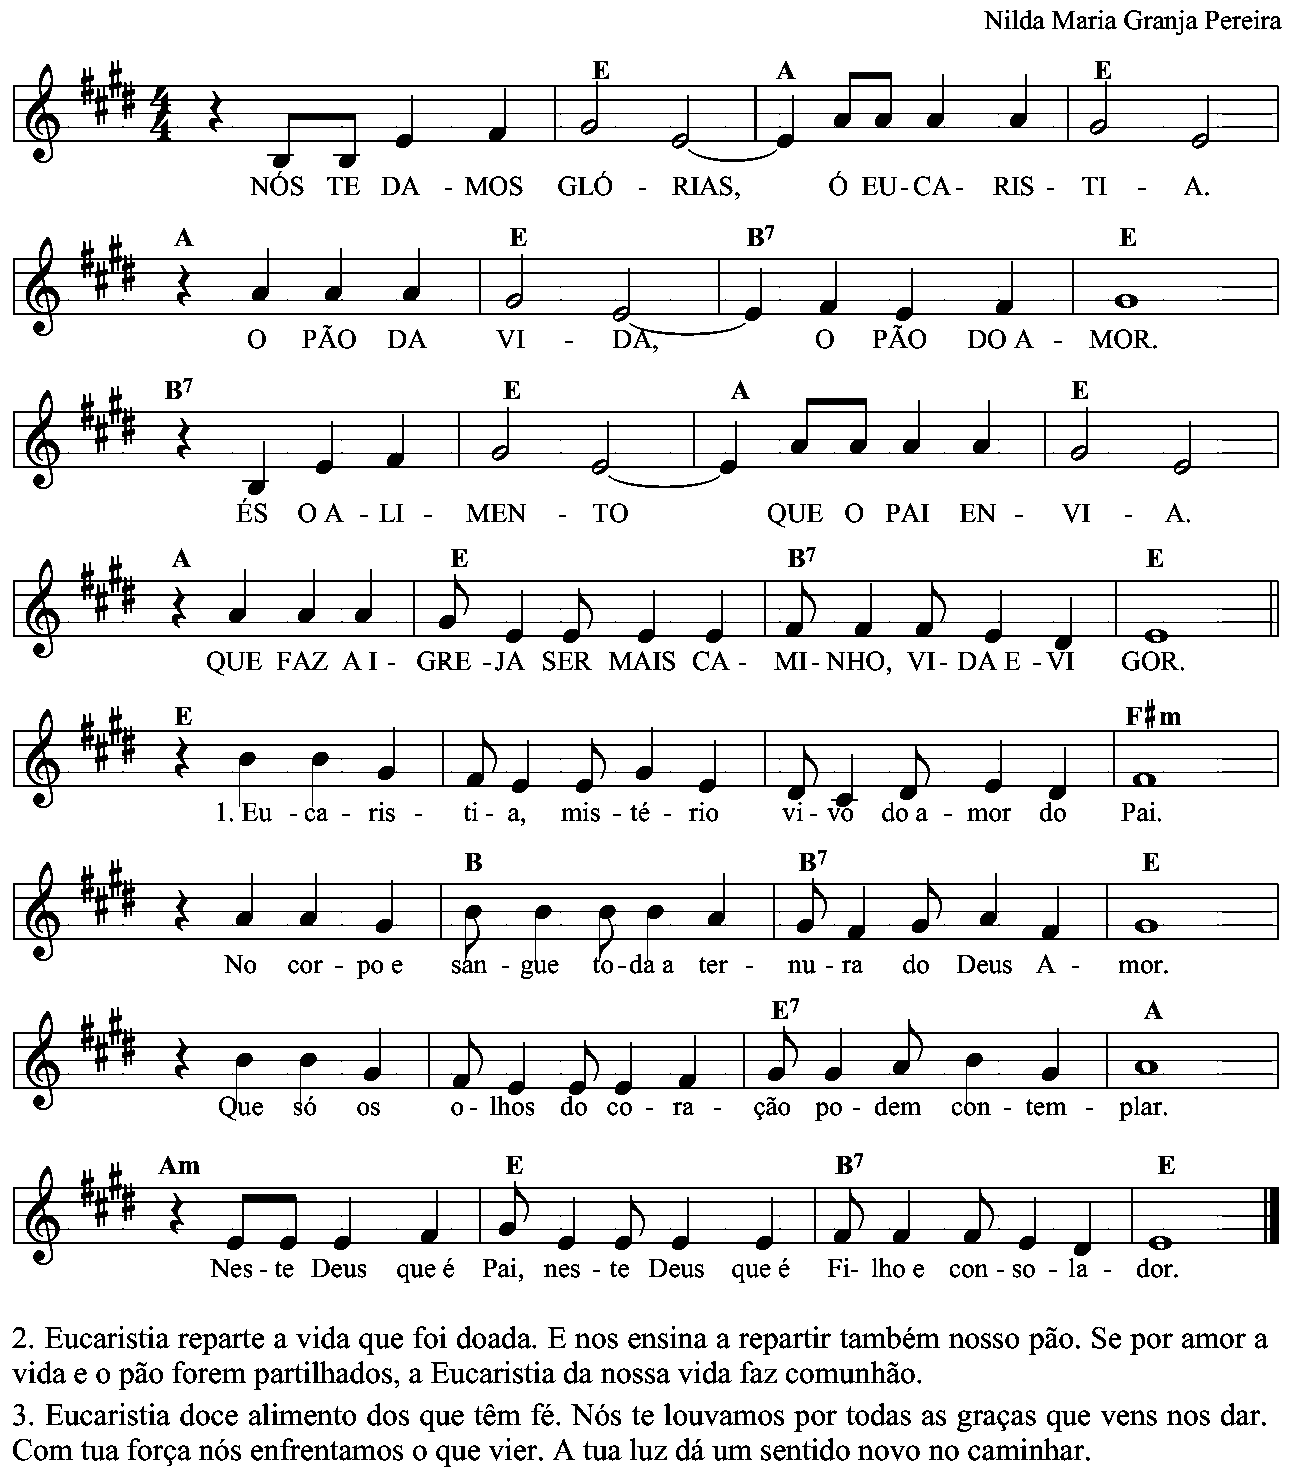 Nilda Maria Granja Pereira
E A E
NÓS TE DA - MOS GLÓ - RIAS, Ó EU-CA- RIS- TI - A.
A E B7 E
O PÃO DA VI - DA, O PÃO DO A - MOR.
B7 E A E
ÉS O A - LI - MEN - TO QUE O PAI EN - VI - A.
A E B7 E
QUE FAZ A I - GRE-JA SER MAIS CA - MI-NHO, VI-DA E -VI GOR.
E F#m
1. Eu - ca - ris - ti - a, mis - té - rio vi - vo do a - mor do Pai.
B B7 E
No cor - po e san - gue to-da a ter - nu - ra do Deus A - mor.
E7 A
Que só os o - lhos do co - ra - ção po - dem con - tem - plar.
Am E B7 E
Nes - te Deus que é Pai, nes - te Deus que é Fi - lho e con - so - la - dor.
2. Eucaristia reparte a vida que foi doada. E nos ensina a repartir também nosso pão. Se por amor a
vida e o pão forem partilhados, a Eucaristia da nossa vida faz comunhão.
3. Eucaristia doce alimento dos que têm fé. Nós te louvamos por todas as graças que vens nos dar.
Com tua força nós enfrentamos o que vier. A tua luz dá um sentido novo no caminhar.